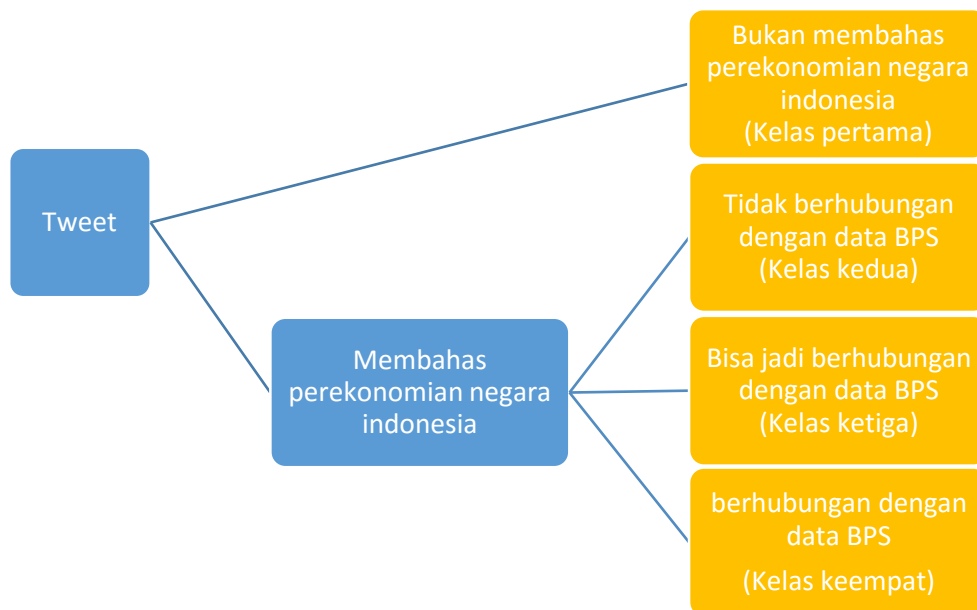 Bukan membahas
perekonomian negara
indonesia
(Kelas pertama)
Tweet
Tidak berhubungan
dengan data BPS
(Kelas kedua)
Membahas
perekonomian negara
indonesia
Bisa jadi berhubungan
dengan data BPS
(Kelas ketiga)
berhubungan dengan
data BPS
(Kelas keempat)